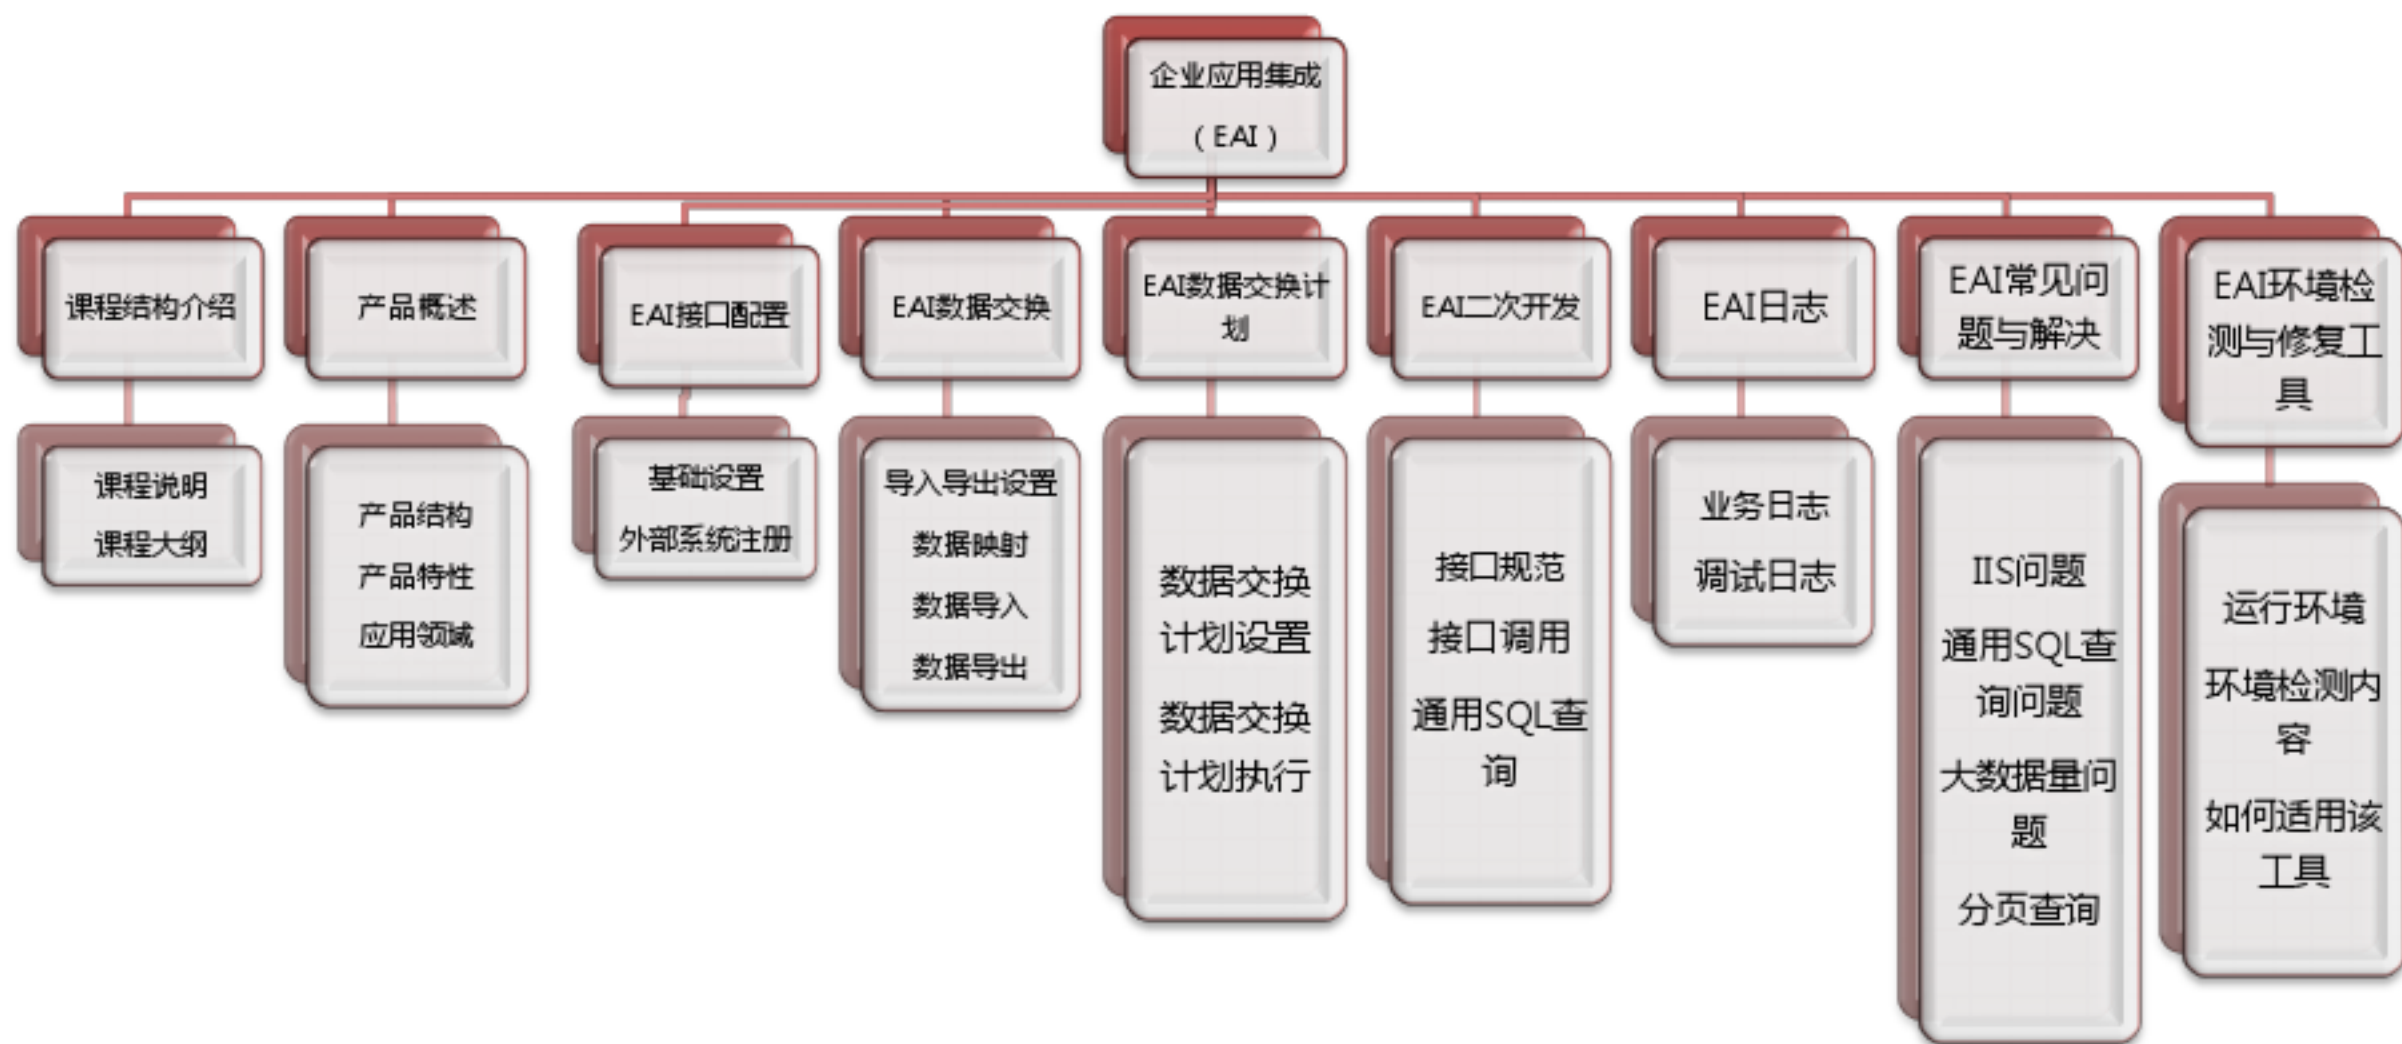 企业应用集成
（EAI）
课程结构介绍
产品概述
EAI接口配置
EAI数据交换
EAI数据交换计
划
EAI二次开发
EAI日志
EAI常见问
题与解决
EAI环境检
测与修复工
具
课程说明
课程大纲
产品结构
产品特性
应用领域
基础设置
外部系统注册
导入导出设置
数据映射
数据导入
数据导出
数据交换
计划设置
数据交换
计划执行
接口规范
接口调用
通用SQL查
询
业务日志
调试日志
IIS问题
通用SQL查
询问题
大数据量问
题
分页查询
运行环境
环境检测内
容
如何适用该
工具